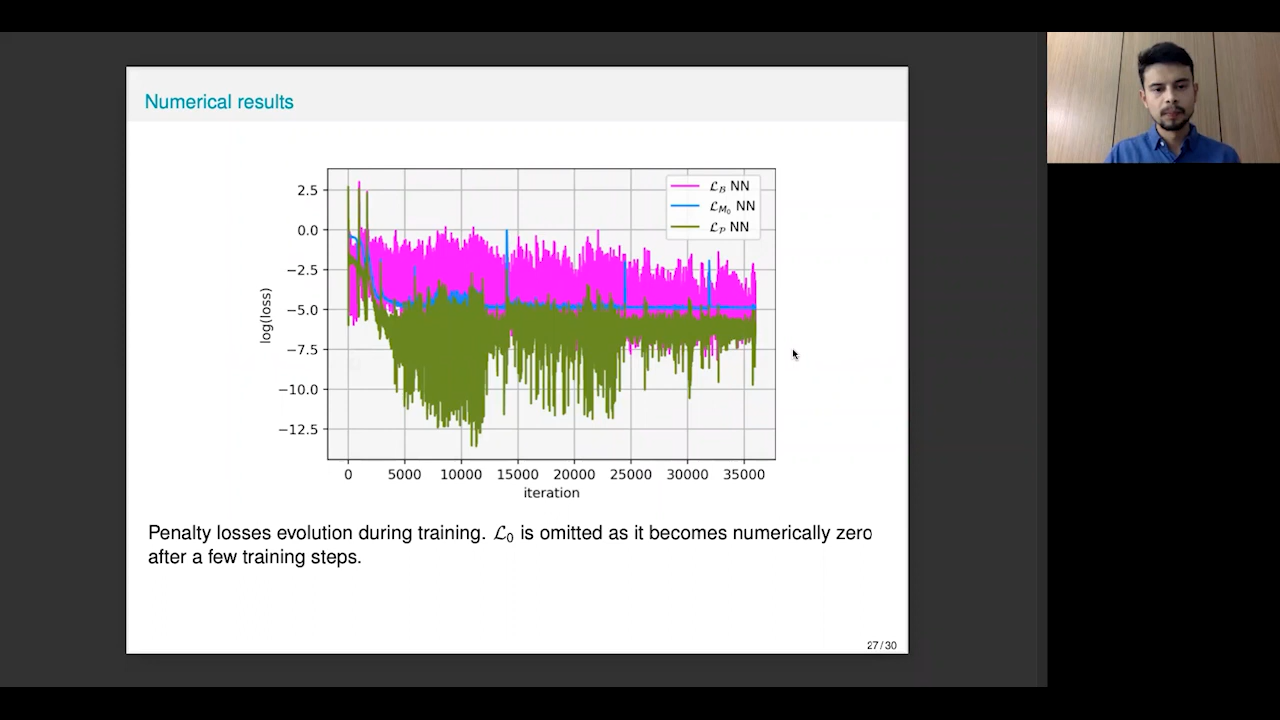 Numerical results
2.5
0.0
−2.5
−5.0
−7.5
−10.0
−12.5
log(loss)
ℒ_B NN
ℒ_{M_0} NN
ℒ_P NN
0 5000 10000 15000 20000 25000 30000 35000
iteration
Penalty losses evolution during training. ℒ₀ is omitted as it becomes numerically zero
after a few training steps.
27 / 30